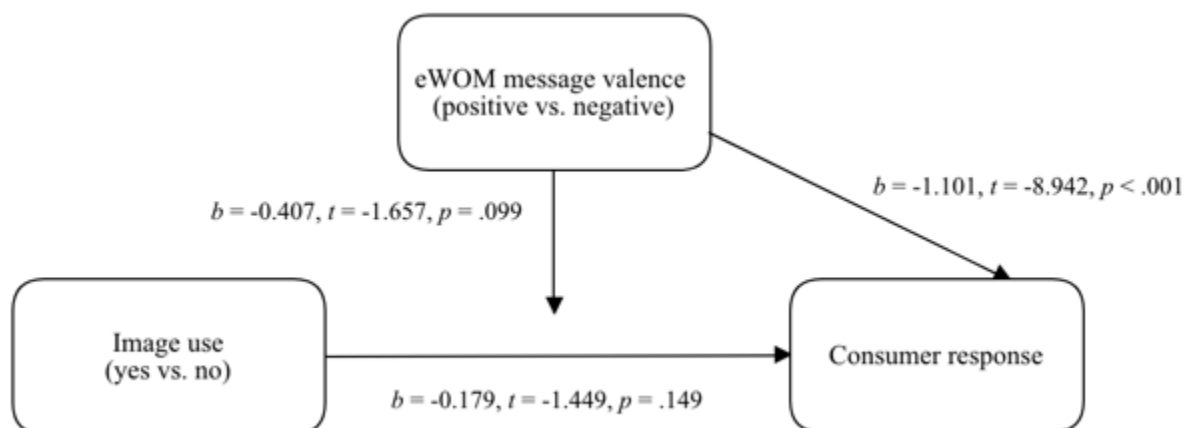 eWOM message valence
(positive vs. negative)
b = -1.101, t = -8.942, p < .001
b = -0.407, t = -1.657, p = .099
Image use
(yes vs. no)
Consumer response
b = -0.179, t = -1.449, p = .149